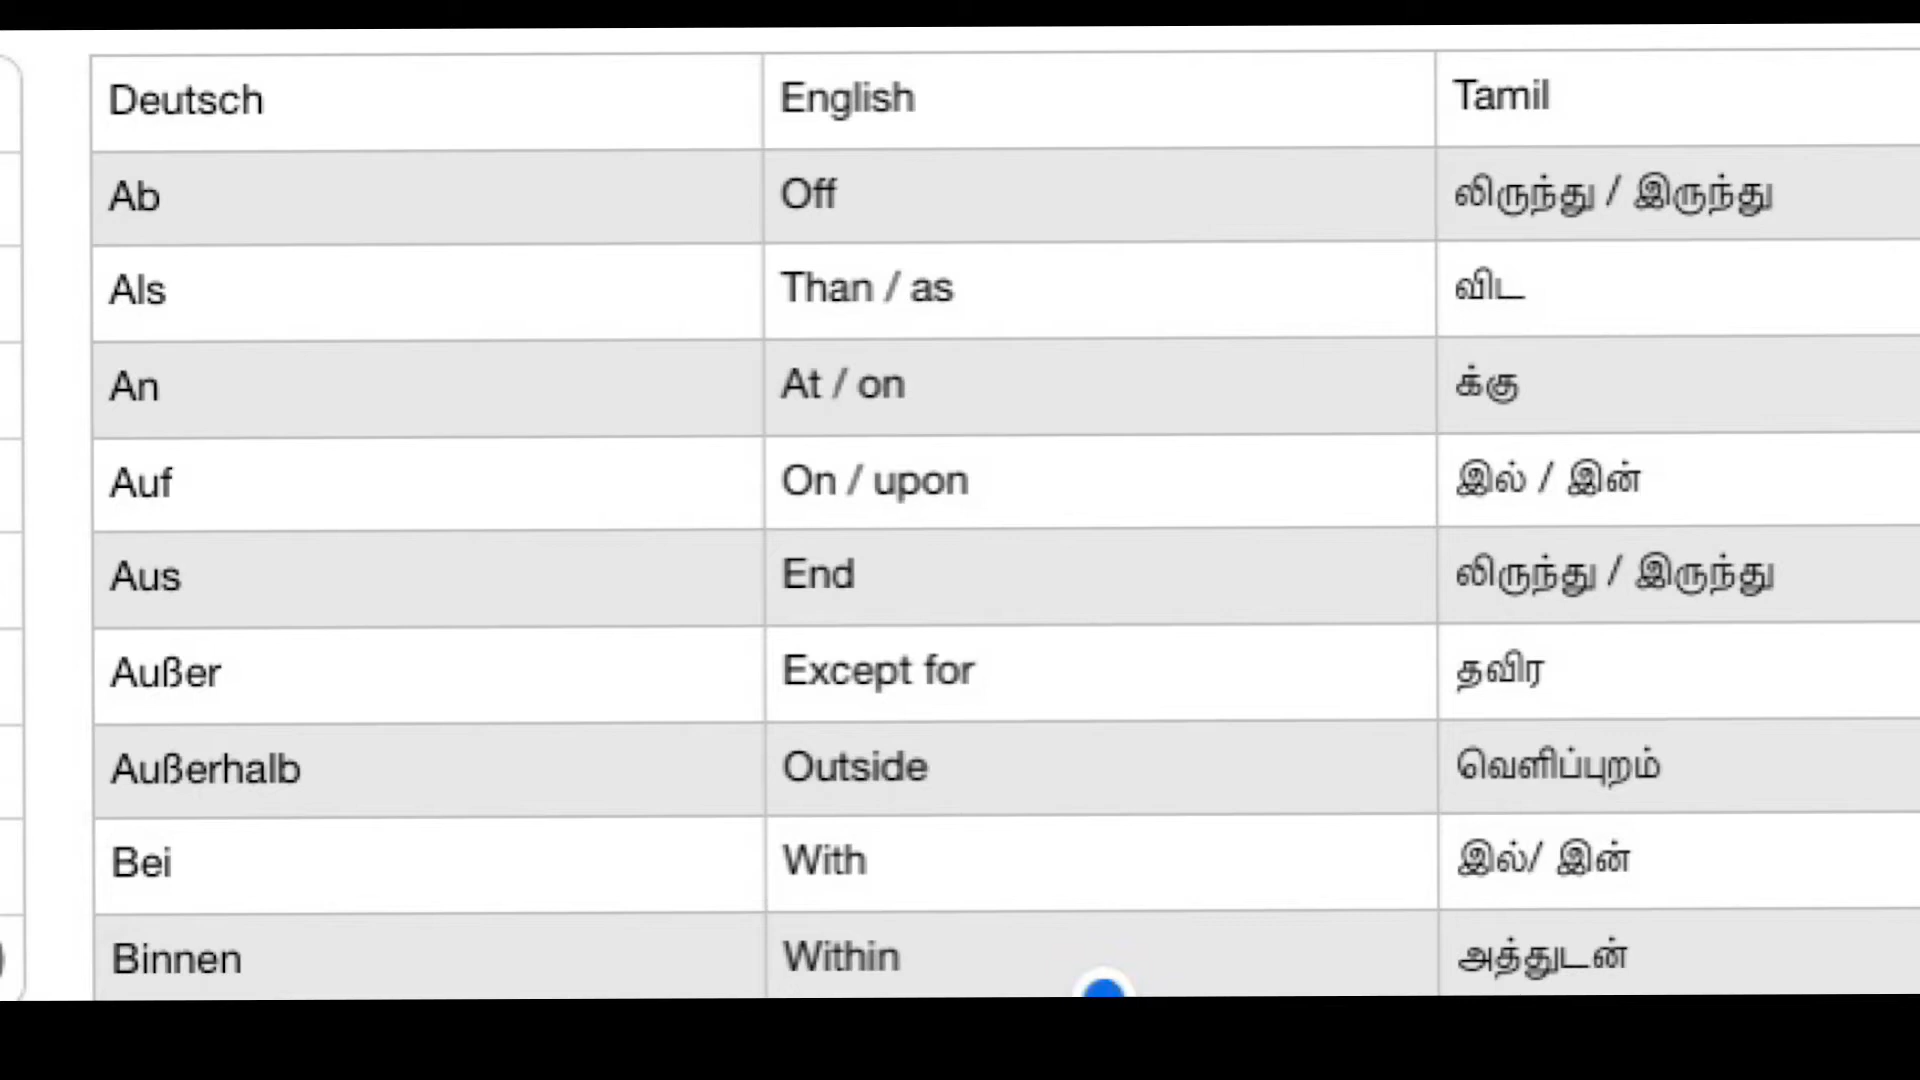 Deutsch English Tamil
Ab Off லிருந்து / இருந்து
Als Than / as விட
An At / on க்கு
Auf On / upon இல் / இன்
Aus End லிருந்து / இருந்து
Außer Except for தவிர
Außerhalb Outside வெளிப்புறம்
Bei With இல்/ இன்
Binnen Within அத்துடன்